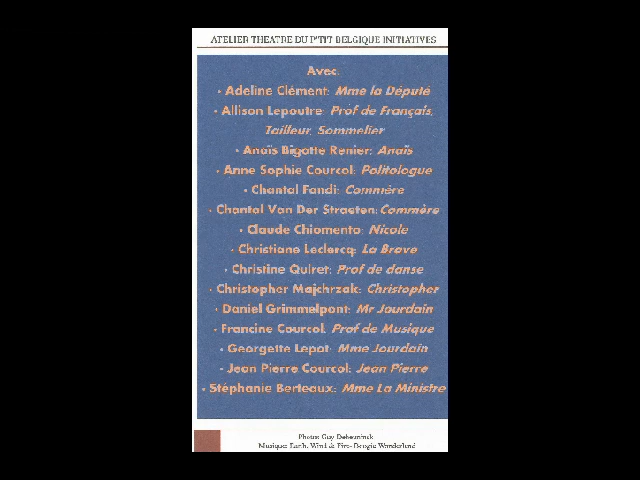 ATELIER THEATRE DU P'TIT BELGIQUE INITIATIVES
Avec:
• Adeline Clément: Mme la Député
• Allison Lepoutre: Prof de Français,
Tailleur, Sommelier
• Anaïs Bigatte Renier: Anaïs
• Anne Sophie Courcol: Politologue
• Chantal Fandi: Commère
• Chantal Van Der Straeten: Commère
• Claude Chiomento: Nicole
• Christiane Leclercq: La Brave
• Christine Quiret: Prof de danse
• Christopher Majchrzak: Christopher
• Daniel Grimmelpont: Mr Jourdain
• Francine Courcol: Prof de Musique
• Georgette Lepot: Mme Jourdain
• Jean Pierre Courcol: Jean Pierre
• Stéphanie Berteaux: Mme La Ministre
Photos: Guy
Musique: Earth, Wind & Fire- Boogie Wonderland